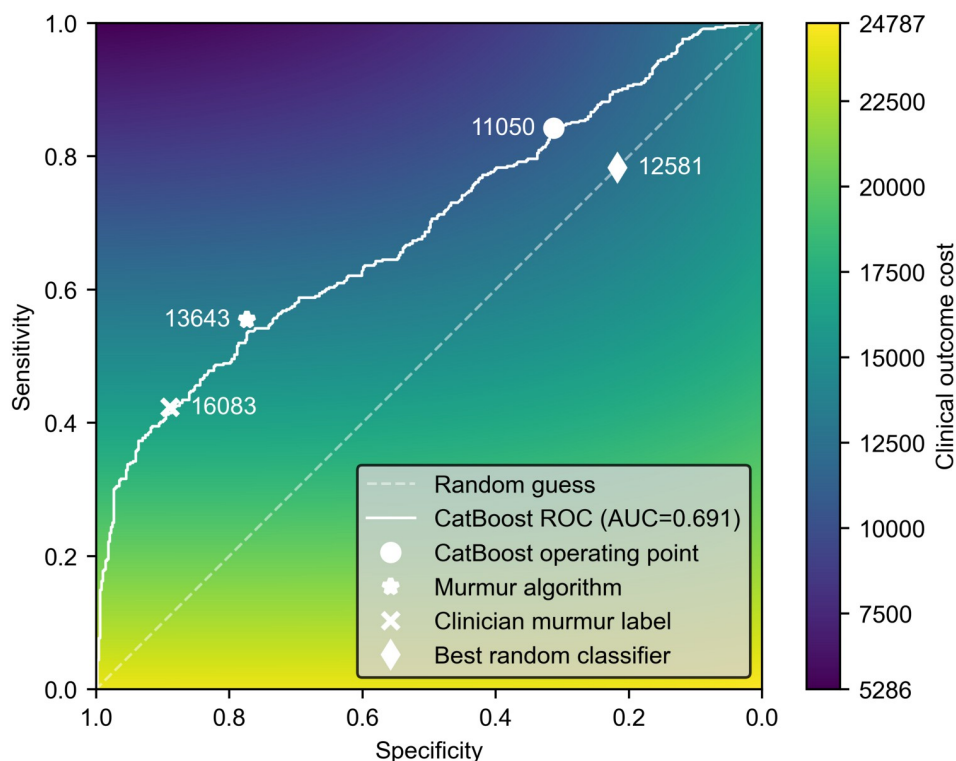 1.0
0.8
0.6
0.4
0.2
0.0
Sensitivity
1.0
0.8
0.6
0.4
0.2
0.0
Specificity
11050
12581
13643
16083
Random guess
CatBoost ROC (AUC=0.691)
CatBoost operating point
Murmur algorithm
Clinician murmur label
Best random classifier
24787
22500
20000
17500
15000
12500
10000
7500
5286
Clinical outcome cost